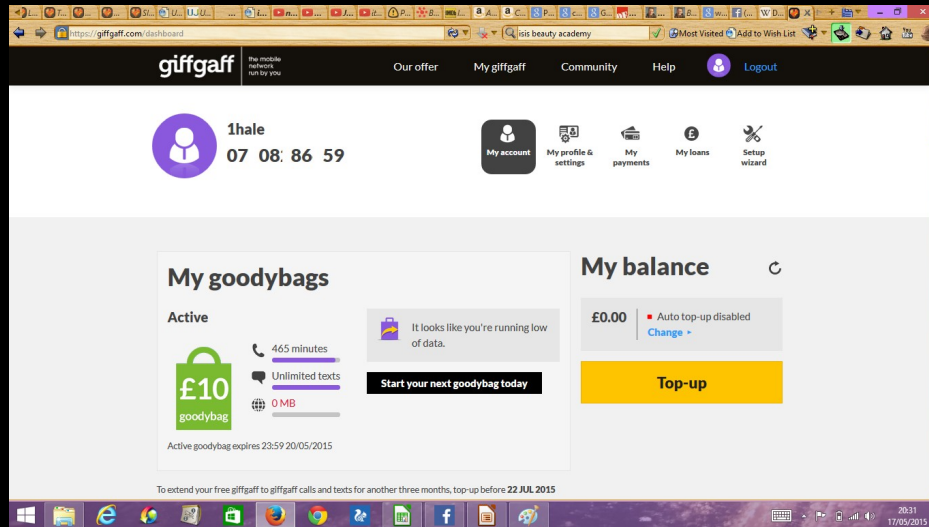 https://giffgaff.com/dashboard
isis beauty academy
Most Visited
Add to Wish List
giffgaff
the mobile
network
run by you
Our offer
My giffgaff
Community
Help
Logout
1hale
07 08 86 59
My account
My profile &
settings
My
payments
My loans
Setup
wizard
My goodybags
Active
£10
goodybag
465 minutes
Unlimited texts
0 MB
It looks like you're running low
of data.
Start your next goodybag today
Active goodybag expires 23:59 20/05/2015
My balance
£0.00
Auto top-up disabled
Change
Top-up
To extend your free giffgaff to giffgaff calls and texts for another three months, top-up before 22 JUL 2015
20:31
17/05/2015